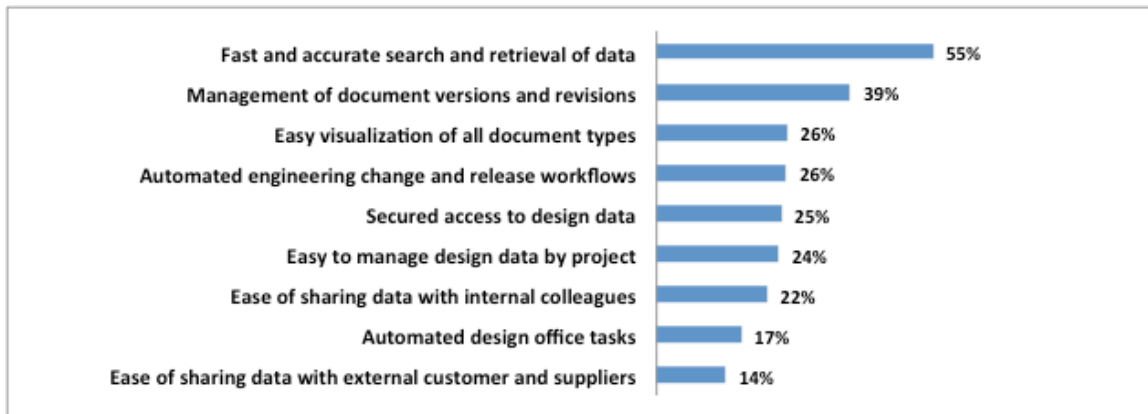 Fast and accurate search and retrieval of data 55%
Management of document versions and revisions 39%
Easy visualization of all document types 26%
Automated engineering change and release workflows 26%
Secured access to design data 25%
Easy to manage design data by project 24%
Ease of sharing data with internal colleagues 22%
Automated design office tasks 17%
Ease of sharing data with external customer and suppliers 14%